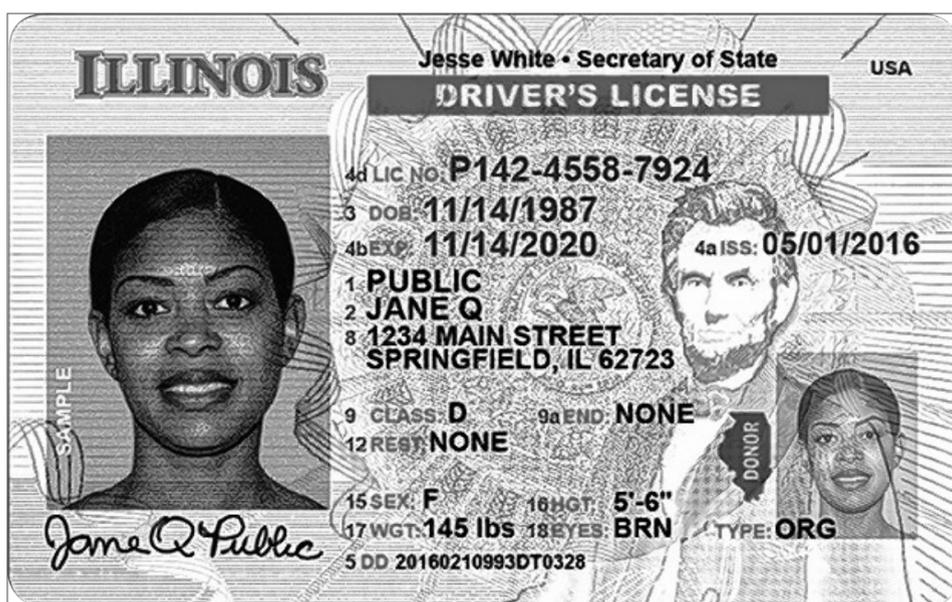 ILLINOIS
Jesse White • Secretary of State
USA
DRIVER'S LICENSE
4d LIC NO: P142-4558-7924
3 DOB: 11/14/1987
4b EXP: 11/14/2020 4a ISS: 05/01/2016
1 PUBLIC
2 JANE Q
8 1234 MAIN STREET
SPRINGFIELD, IL 62723
9 CLASS: D 9a END: NONE
12 REST: NONE
SAMPLE
DONOR
15 SEX: F 16 HGT: 5'-6"
17 WGT: 145 lbs 18 EYES: BRN TYPE: ORG
Jane Q Public
5 DD 20160210993DT0328